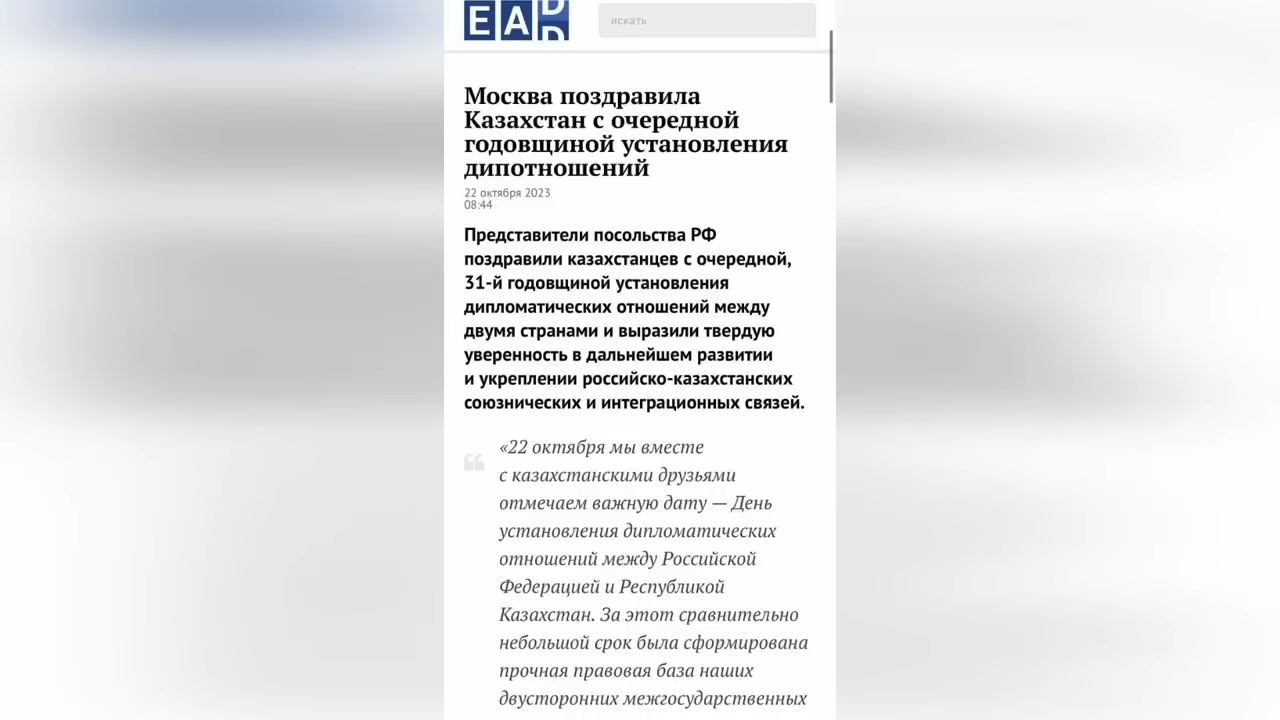 EAD
искать
Москва поздравила
Казахстан с очередной
годовщиной установления
дипотношений
22 октября 2023
08:44
Представители посольства РФ
поздравили казахстанцев с очередной,
31-й годовщиной установления
дипломатических отношений между
двумя странами и выразили твердую
уверенность в дальнейшем развитии
и укреплении российско-казахстанских
союзнических и интеграционных связей.
«22 октября мы вместе
с казахстанскими друзьями
отмечаем важную дату — День
установления дипломатических
отношений между Российской
Федерацией и Республикой
Казахстан. За этот сравнительно
небольшой срок была сформирована
прочная правовая база наших
двусторонних межгосударственных